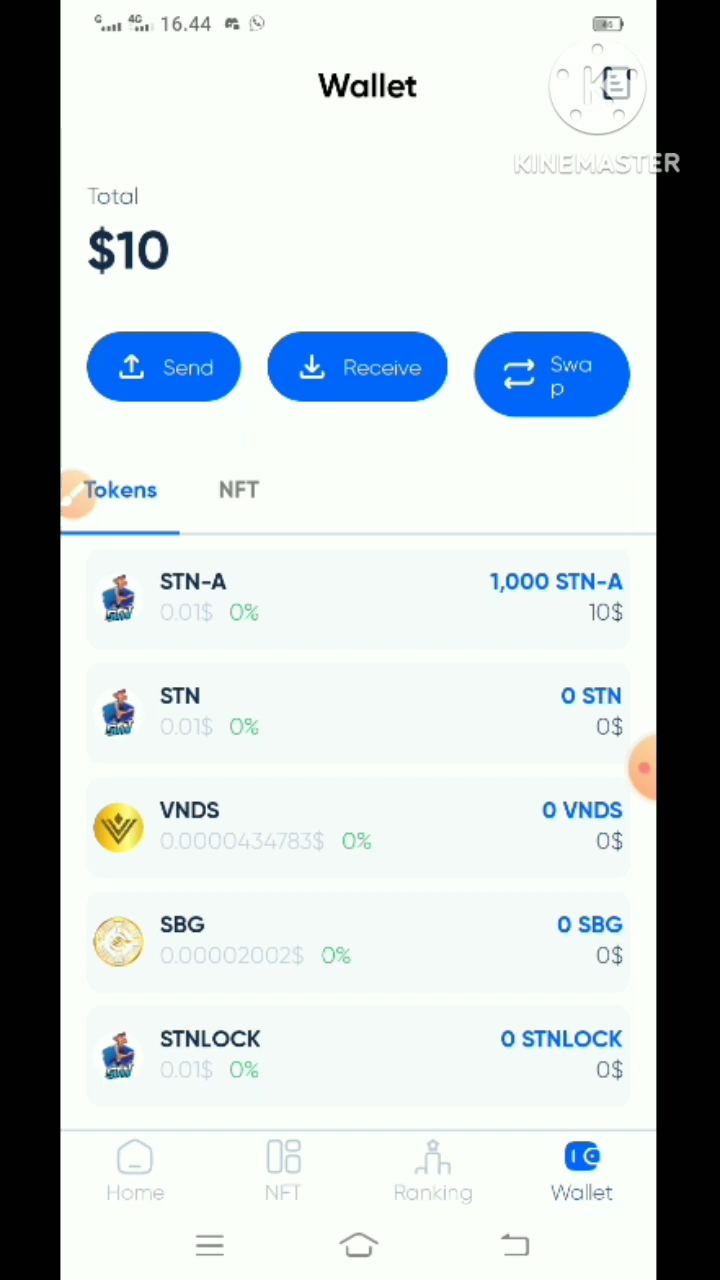 G 4G 16.44
Wallet
KINEMASTER
Total
$10
Send
Receive
Swa
p
Tokens
NFT
STN-A
1,000 STN-A
0.01$ 0%
10$
STN
0 STN
0.01$ 0%
0$
VNDS
0 VNDS
0.0000434783$ 0%
0$
SBG
0 SBG
0.00002002$ 0%
0$
STNLOCK
0 STNLOCK
0.01$ 0%
0$
Home
NFT
Ranking
Wallet